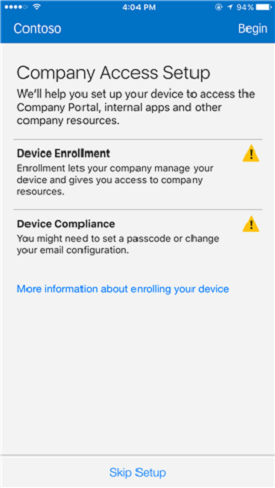 4:04 PM 94%
Contoso Begin
Company Access Setup
We'll help you set up your device to access the
Company Portal, internal apps and other
company resources.
Device Enrollment
Enrollment lets your company manage your
device and gives you access to company
resources.
Device Compliance
You might need to set a passcode or change
your email configuration.
More information about enrolling your device
Skip Setup